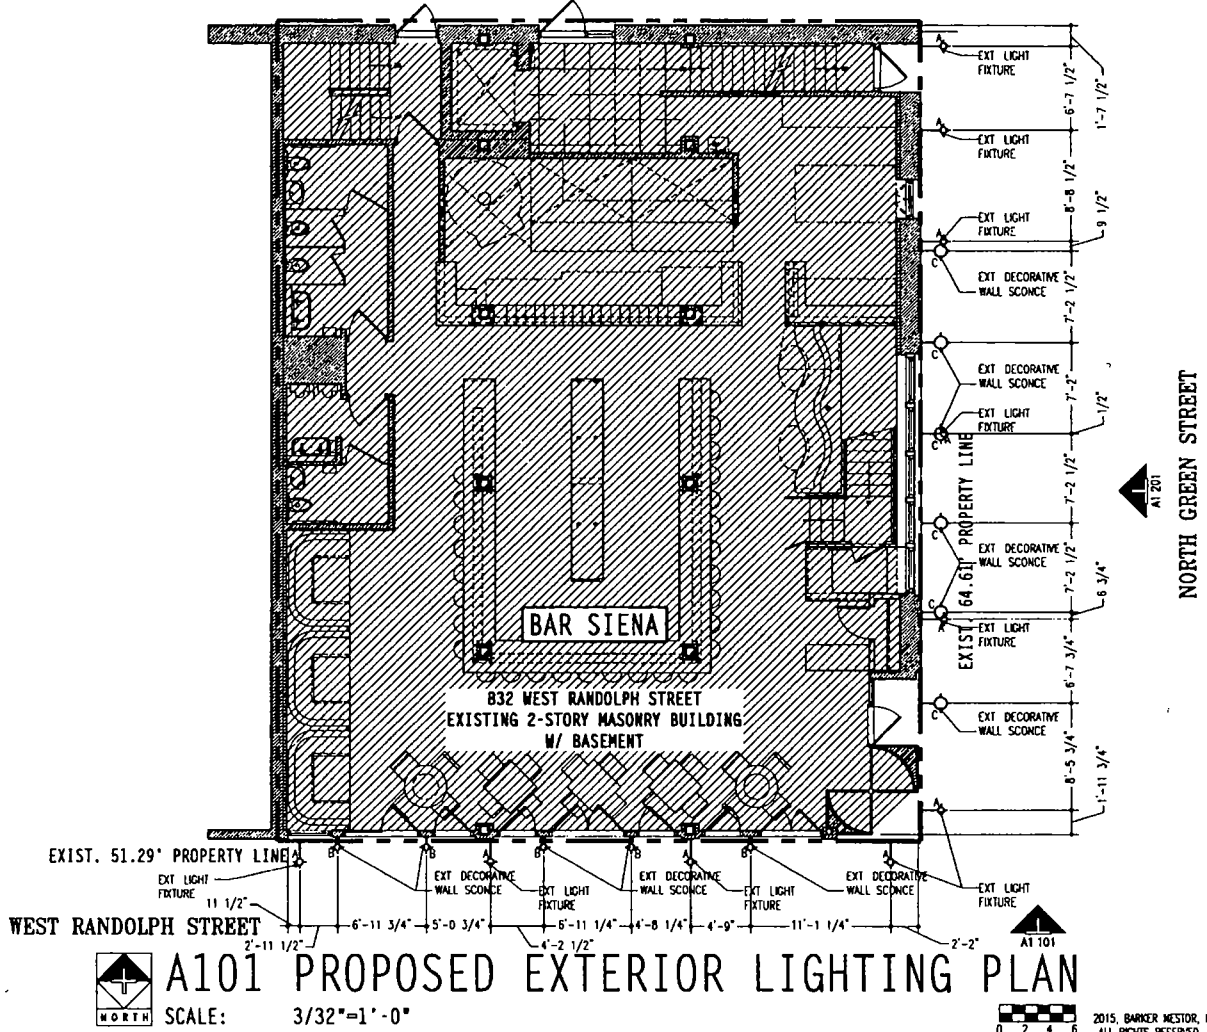 A
EXT LIGHT
FIXTURE
6'-7 1/2"
1'-7 1/2"
A
EXT LIGHT
FIXTURE
8'-8 1/2"
A
EXT LIGHT
FIXTURE
9 1/2"
C
EXT DECORATIVE
WALL SCONCE
7'-2 1/2"
C
EXT DECORATIVE
WALL SCONCE
7'-2"
EXT LIGHT
FIXTURE
C
1/2"
NORTH GREEN STREET
A1 201
EXIST. 64.61' PROPERTY LINE
7'-2 1/2"
C
EXT DECORATIVE
WALL SCONCE
7'-2 1/2"
C
6 3/4"
A
EXT LIGHT
FIXTURE
6'-7 3/4"
C
EXT DECORATIVE
WALL SCONCE
8'-5 3/4"
A
1'-11 3/4"
BAR SIENA
832 WEST RANDOLPH STREET
EXISTING 2-STORY MASONRY BUILDING
W/ BASEMENT
EXIST. 51.29' PROPERTY LINE
A
B
B
A
B
B
A
B
A
EXT LIGHT
FIXTURE
EXT DECORATIVE
WALL SCONCE
EXT LIGHT
FIXTURE
EXT DECORATIVE
WALL SCONCE
EXT LIGHT
FIXTURE
EXT DECORATIVE
WALL SCONCE
EXT LIGHT
FIXTURE
11 1/2"
WEST RANDOLPH STREET
2'-11 1/2"
6'-11 3/4"
5'-0 3/4"
4'-2 1/2"
6'-11 1/4"
4'-8 1/4"
4'-9"
11'-1 1/4"
2'-2"
A1 101
A101 PROPOSED EXTERIOR LIGHTING PLAN
NORTH
SCALE: 3/32"=1'-0"
0 2 4 6
2015, BARKER NESTOR,
ALL RIGHTS RESERVED